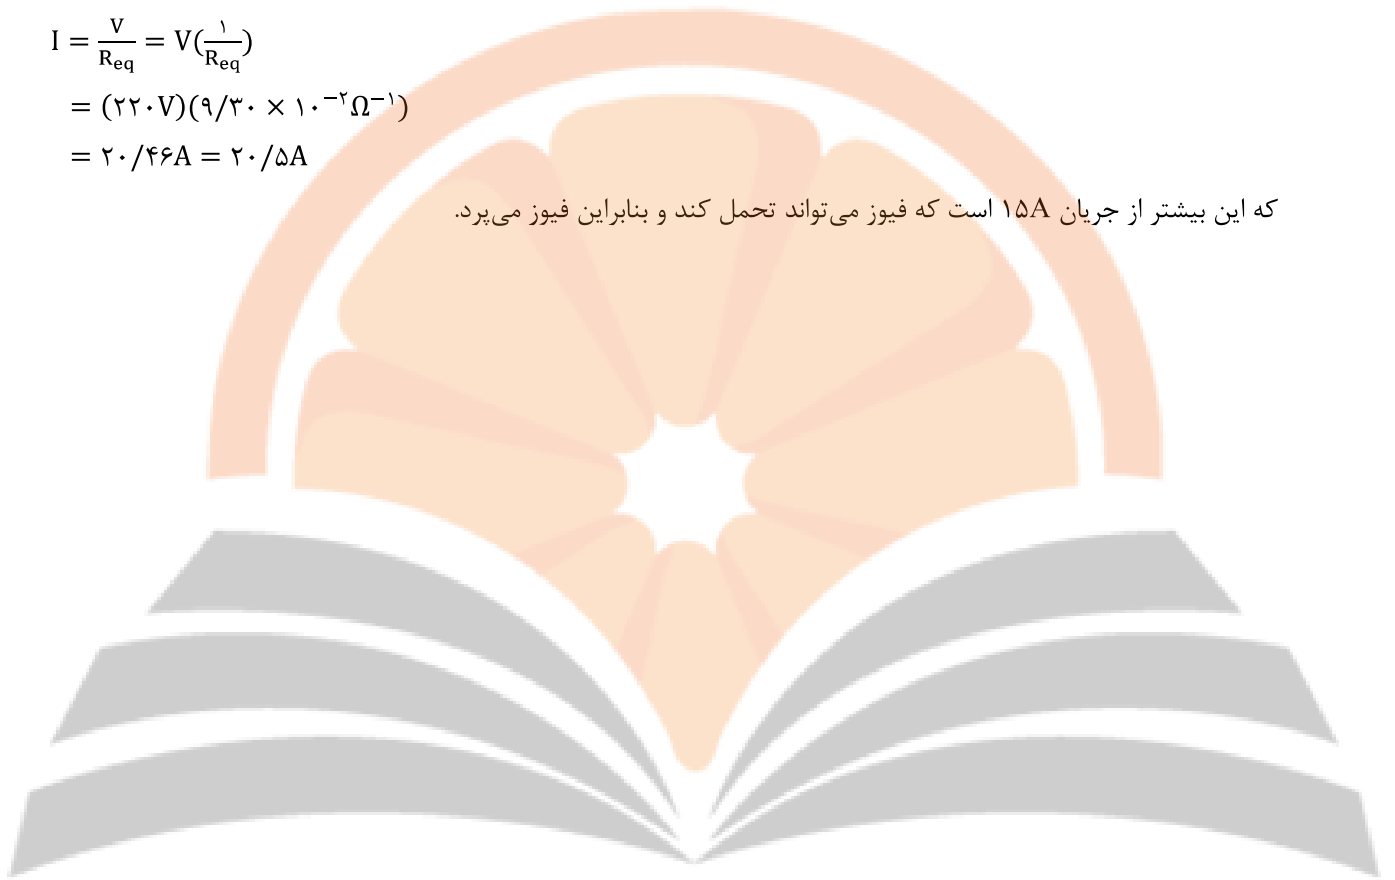 I = V/R_eq = V(۱/R_eq)
= (۲۲۰V)(۹/۳۰ × ۱۰^−۲ Ω^−۱)
= ۲۰/۴۶A = ۲۰/۵A
که این بیشتر از جریان ۱۵A است که فیوز می‌تواند تحمل کند و بنابراین فیوز می‌پرد.